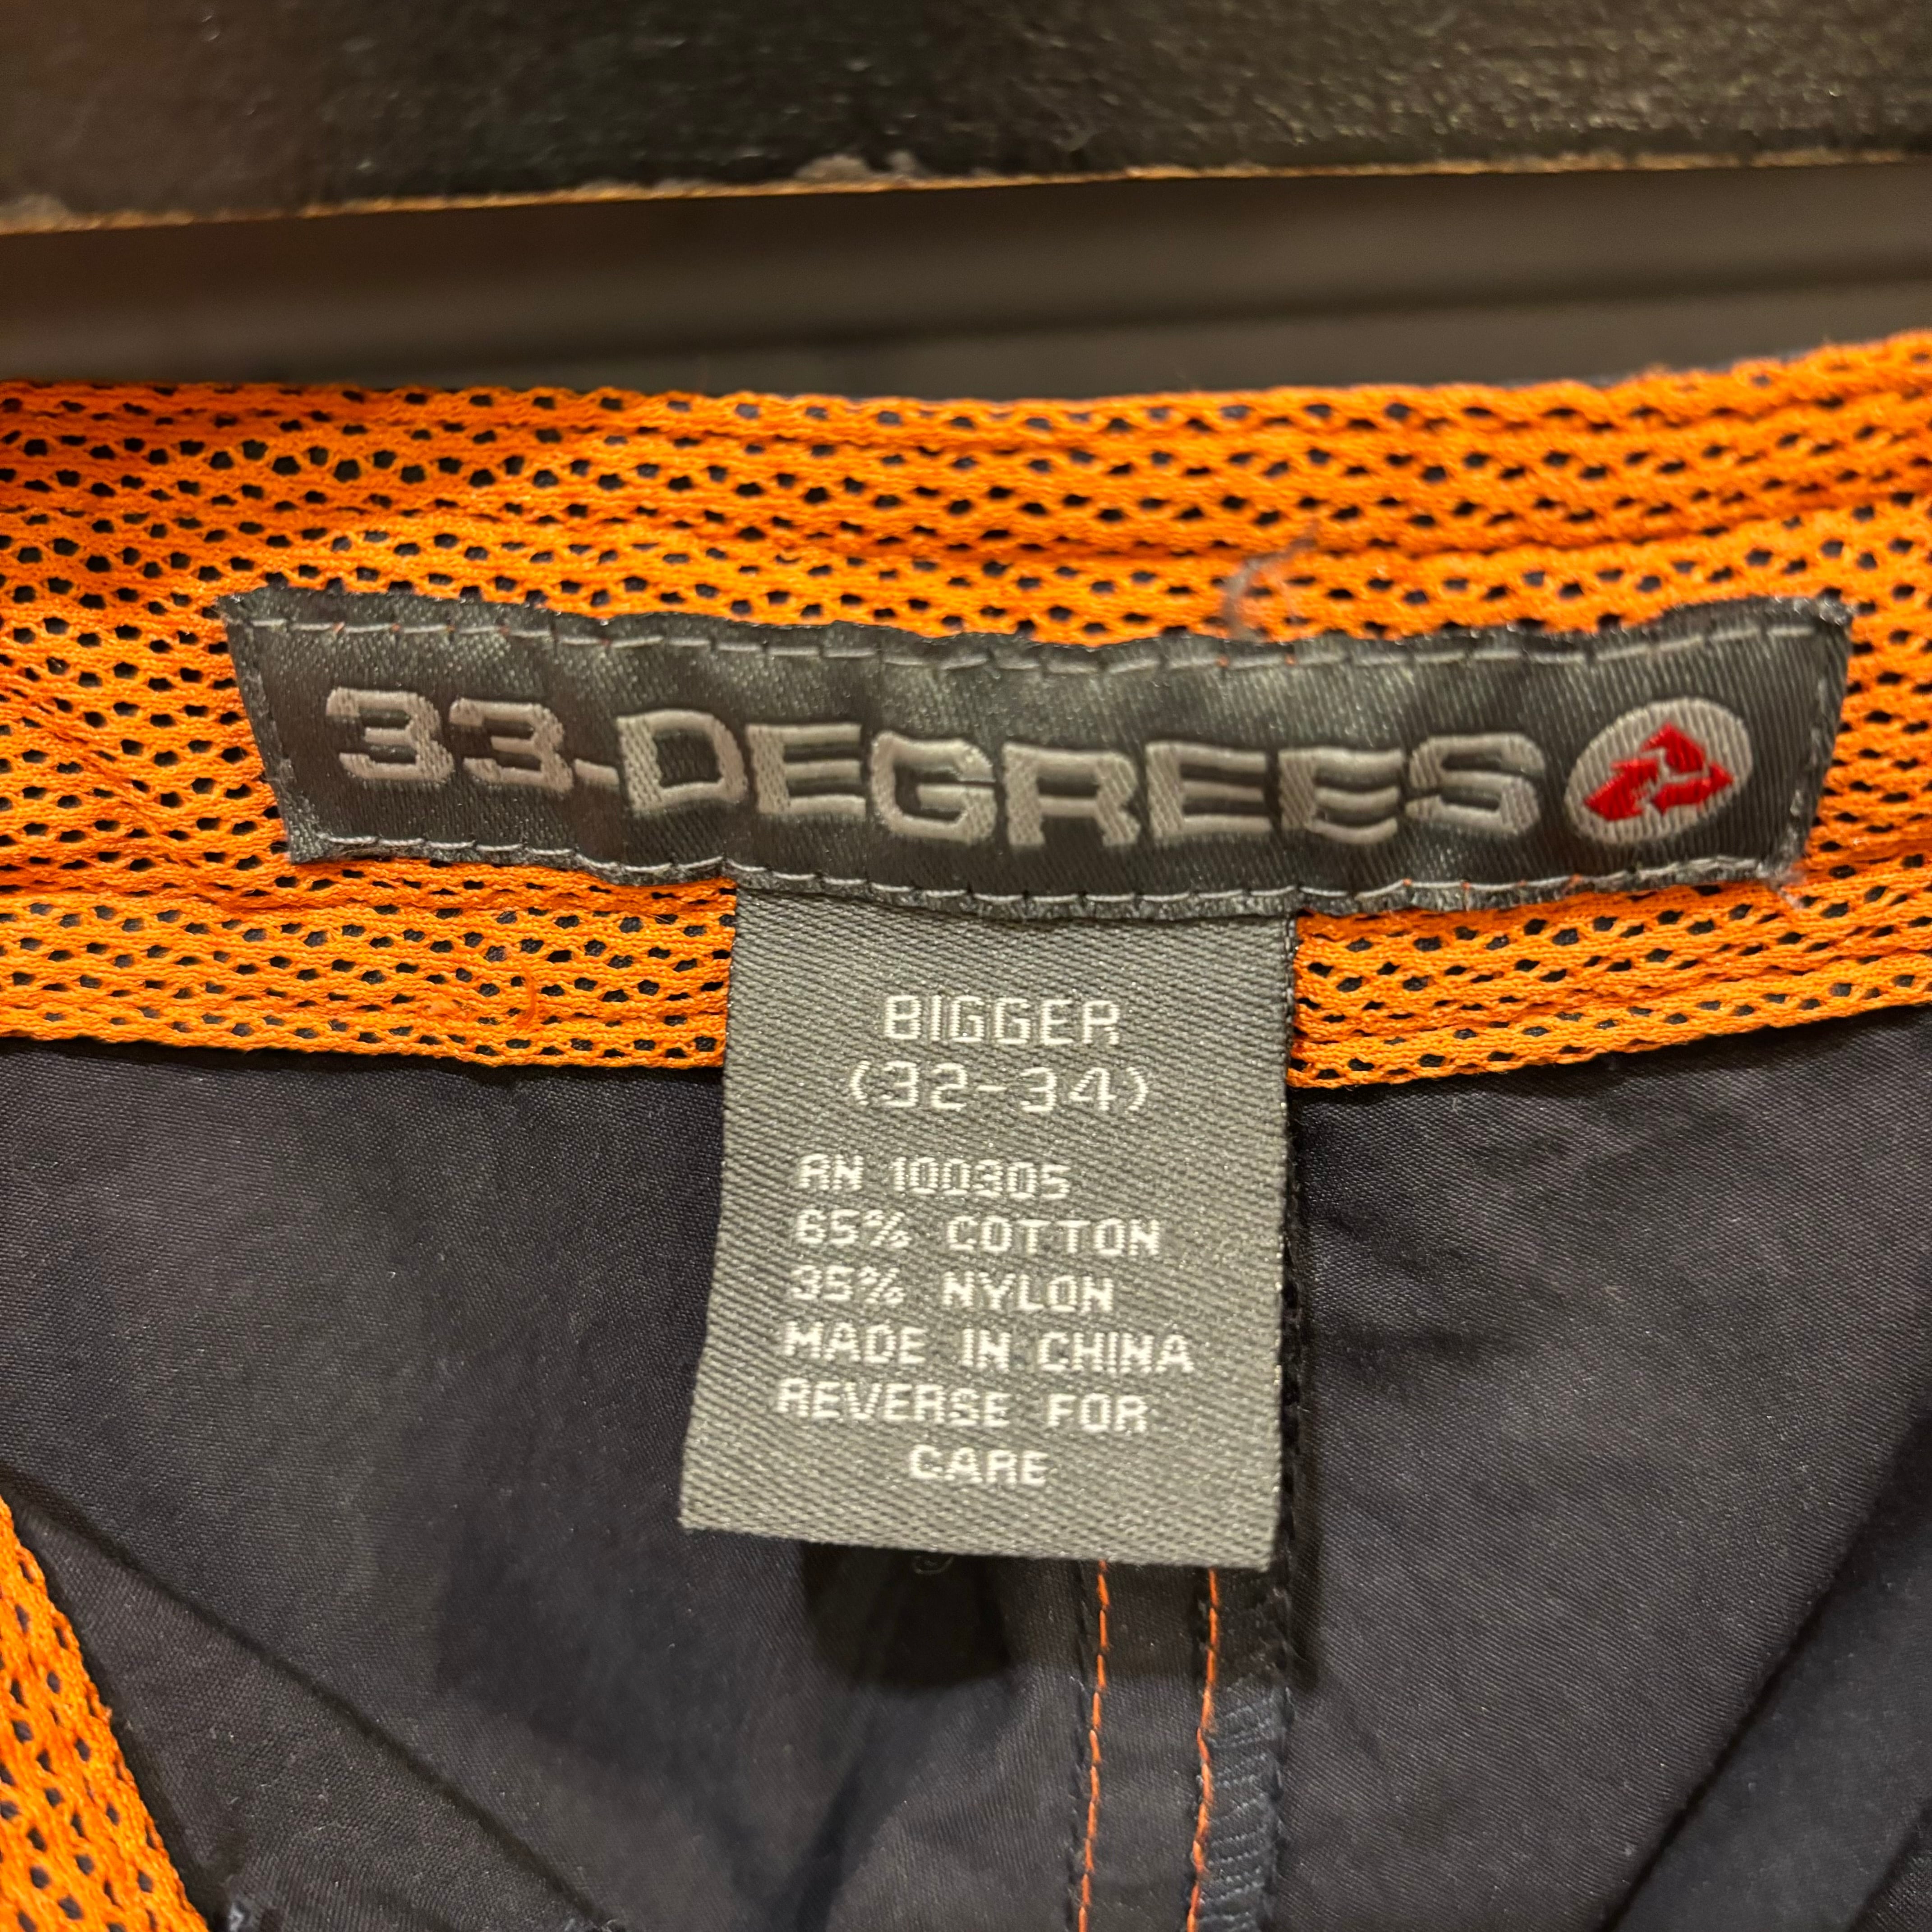 33-DEGREES
BIGGER
(32-34)
RN 100305
65% COTTON
35% NYLON
MADE IN CHINA
REVERSE FOR
CARE